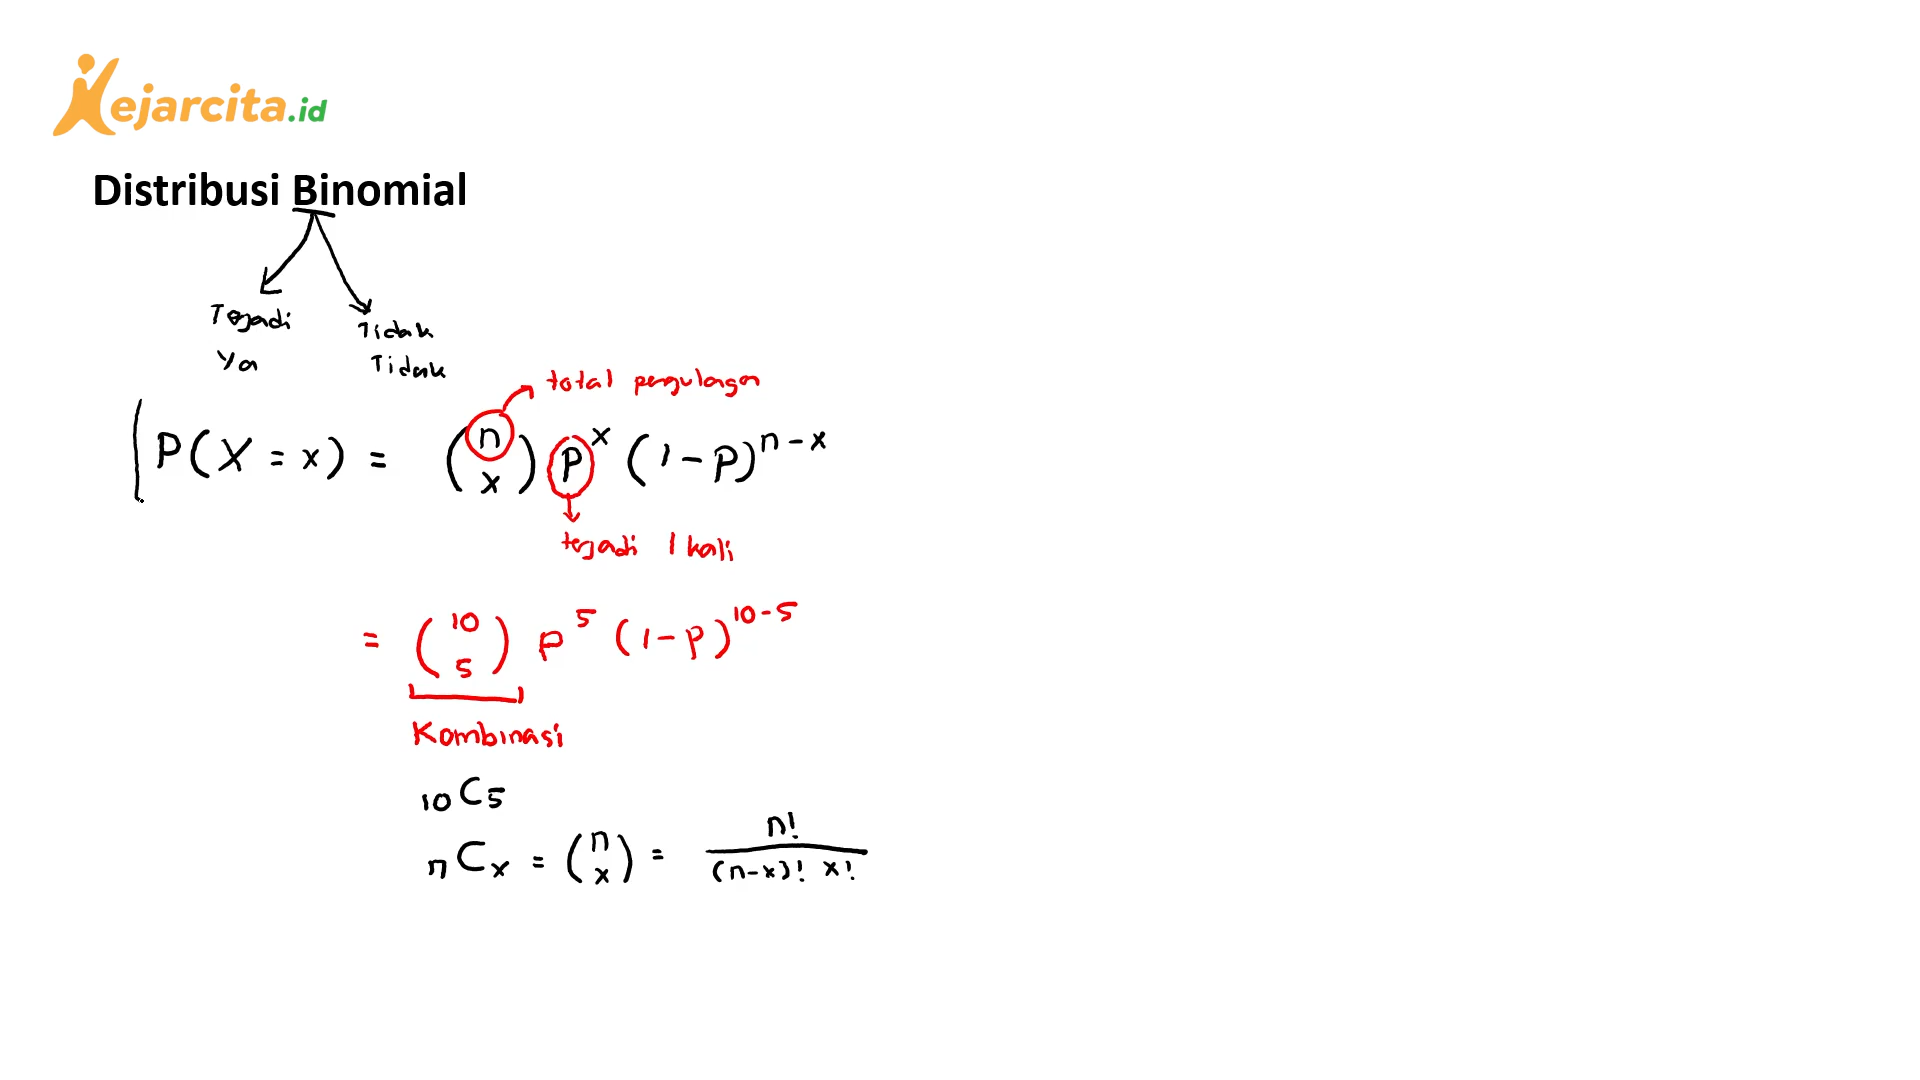 Kejarcita.id
Distribusi Binomial
Terjadi Tidak
Ya Tidak
total pengulangan
P(X = x) = (n x) p^x (1-p)^{n-x}
terjadi 1 kali
= (10 5) p^5 (1-p)^{10-5}
Kombinasi
10C5
nCx = (n x) = n! / (n-x)! x!